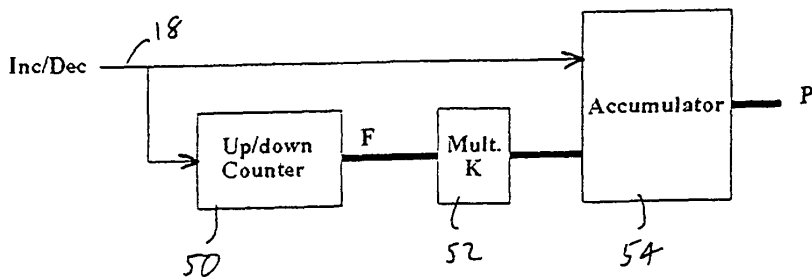 18
Inc/Dec
P
Accumulator
Up/down
Counter
F
Mult.
K
50
52
54